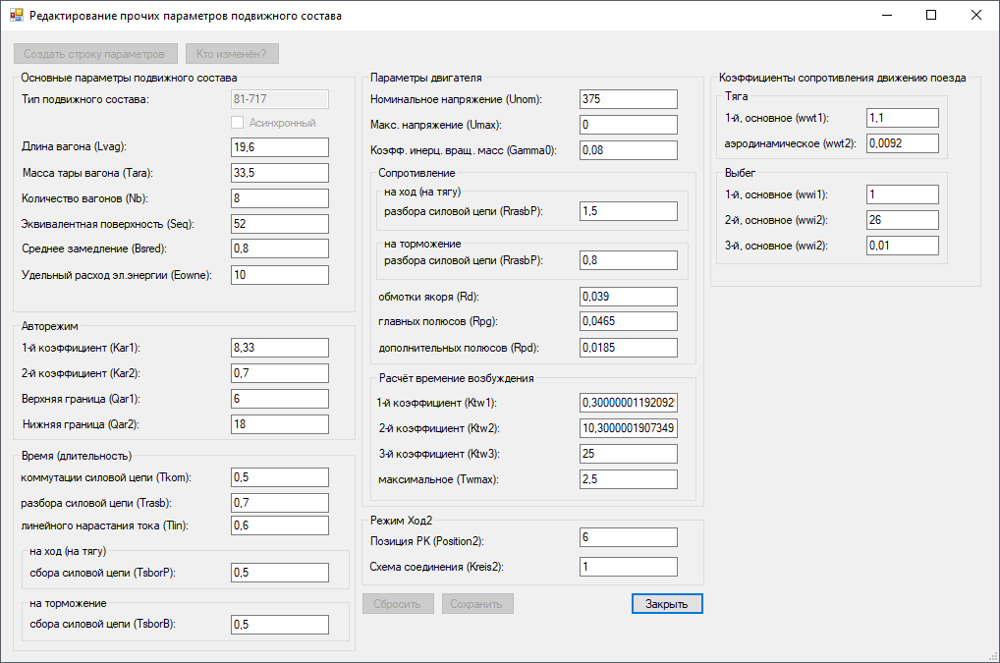 Редактирование прочих параметров подвижного состава
Создать строку параметров
Кто изменён?
Основные параметры подвижного состава
Тип подвижного состава: 81-717
Асинхронный
Длина вагона (Lvag): 19,6
Масса тары вагона (Tara): 33,5
Количество вагонов (Nb): 8
Эквивалентная поверхность (Seq): 52
Среднее замедление (Bsred): 0,8
Удельный расход эл.энергии (Eowne): 10
Авторежим
1-й коэффициент (Kar1): 8,33
2-й коэффициент (Kar2): 0,7
Верхняя граница (Qar1): 6
Нижняя граница (Qar2): 18
Время (длительность)
коммутации силовой цепи (Tkom): 0,5
разбора силовой цепи (Trasb): 0,7
линейного нарастания тока (Tlin): 0,6
на ход (на тягу)
сбора силовой цепи (TsborP): 0,5
на торможение
сбора силовой цепи (TsborB): 0,5
Параметры двигателя
Номинальное напряжение (Unom): 375
Макс. напряжение (Umax): 0
Коэфф. инерц. вращ. масс (Gamma0): 0,08
Сопротивление
на ход (на тягу)
разбора силовой цепи (RrasbP): 1,5
на торможение
разбора силовой цепи (RrasbP): 0,8
обмотки якоря (Rd): 0,039
главных полюсов (Rpg): 0,0465
дополнительных полюсов (Rpd): 0,0185
Расчёт времение возбуждения
1-й коэффициент (Ktw1): 0,30000001192092
2-й коэффициент (Ktw2): 10,3000001907349
3-й коэффициент (Ktw3): 25
максимальное (Twmax): 2,5
Режим Ход2
Позиция РК (Position2): 6
Схема соединения (Kreis2): 1
Сбросить
Сохранить
Закрыть
Коэффициенты сопротивления движению поезда
Тяга
1-й, основное (wwt1): 1,1
аэродинамическое (wwt2): 0,0092
Выбег
1-й, основное (wwi1): 1
2-й, основное (wwi2): 26
3-й, основное (wwi2): 0,01